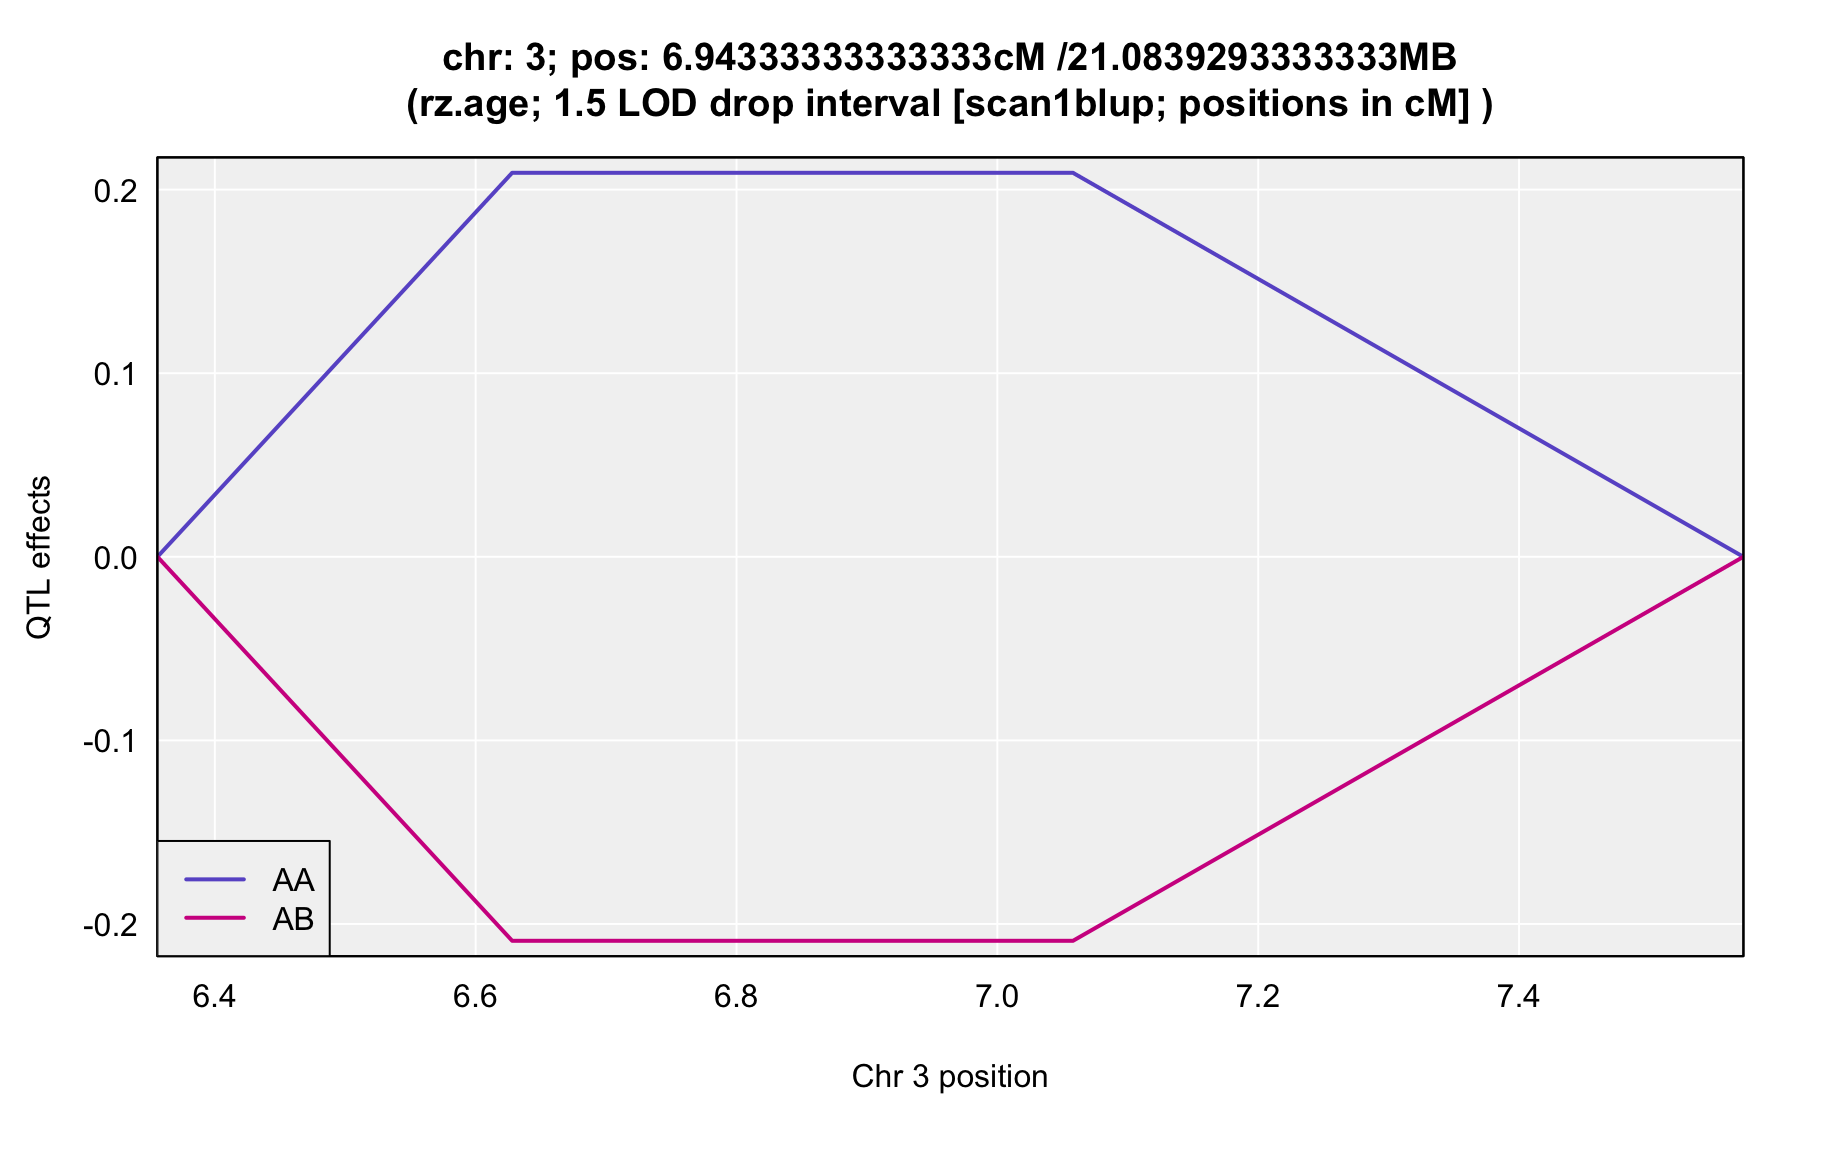 chr: 3; pos: 6.94333333333333cM /21.0839293333333MB
(rz.age; 1.5 LOD drop interval [scan1blup; positions in cM] )
QTL effects
0.2
0.1
0.0
-0.1
-0.2
AA
AB
6.4 6.6 6.8 7.0 7.2 7.4
Chr 3 position